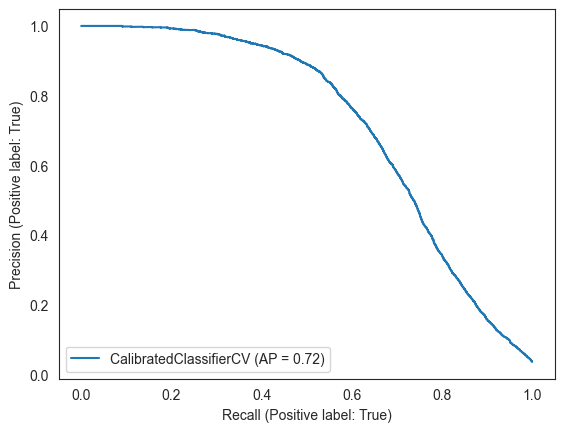 1.0
0.8
0.6
0.4
0.2
0.0
Precision (Positive label: True)
CalibratedClassifierCV (AP = 0.72)
0.0 0.2 0.4 0.6 0.8 1.0
Recall (Positive label: True)